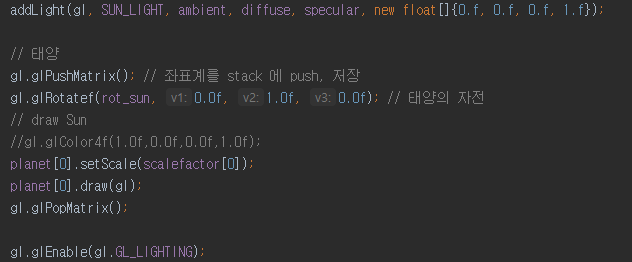 addLight(gl, SUN_LIGHT, ambient, diffuse, specular, new float[]{0.f, 0.f, 0.f, 1.f});
// 태양
gl.glPushMatrix(); // 좌표계를 stack 에 push, 저장
gl.glRotatef(rot_sun, v1: 0.0f, v2: 1.0f, v3: 0.0f); // 태양의 자전
// draw Sun
//gl.glColor4f(1.0f,0.0f,0.0f,1.0f);
planet[0].setScale(scalefactor[0]);
planet[0].draw(gl);
gl.glPopMatrix();
gl.glEnable(gl.GL_LIGHTING);